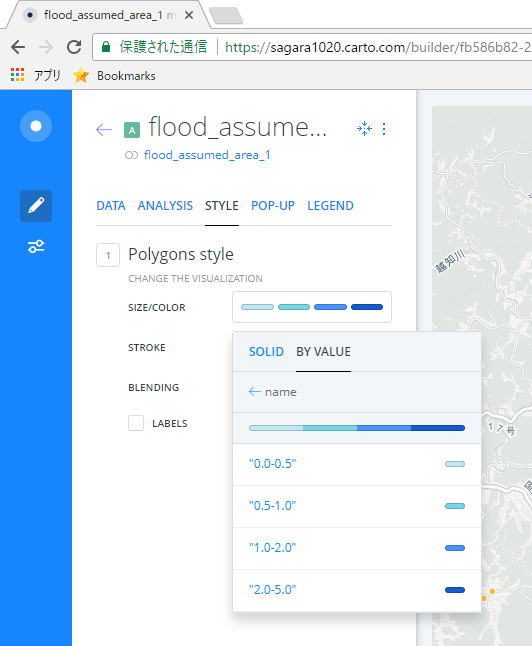 flood_assumed_area_1 m
保護された通信
https://sagara1020.carto.com/builder/fb586b82-2
アプリ
Bookmarks
A
flood_assume...
flood_assumed_area_1
DATA ANALYSIS STYLE POP-UP LEGEND
1 Polygons style
CHANGE THE VISUALIZATION
SIZE/COLOR
STROKE
BLENDING
LABELS
SOLID BY VALUE
name
"0.0-0.5"
"0.5-1.0"
"1.0-2.0"
"2.0-5.0"
越知川
17号